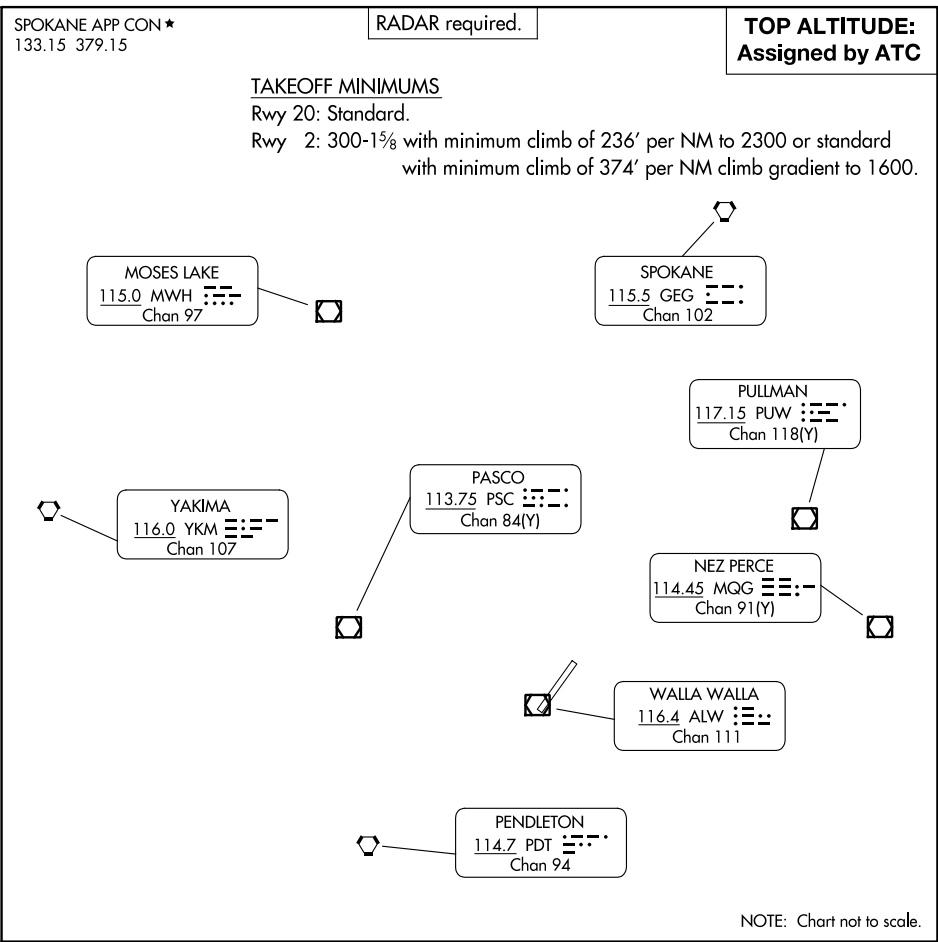 SPOKANE APP CON ★
133.15 379.15
RADAR required.
TOP ALTITUDE:
Assigned by ATC
TAKEOFF MINIMUMS
Rwy 20: Standard.
Rwy 2: 300-1⅝ with minimum climb of 236′ per NM to 2300 or standard
with minimum climb of 374′ per NM climb gradient to 1600.
MOSES LAKE
115.0 MWH
Chan 97
SPOKANE
115.5 GEG
Chan 102
PULLMAN
117.15 PUW
Chan 118(Y)
PASCO
113.75 PSC
Chan 84(Y)
YAKIMA
116.0 YKM
Chan 107
NEZ PERCE
114.45 MQG
Chan 91(Y)
WALLA WALLA
116.4 ALW
Chan 111
PENDLETON
114.7 PDT
Chan 94
NOTE: Chart not to scale.